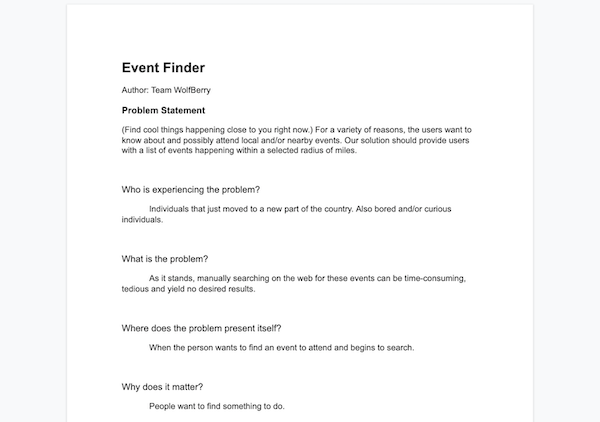 Event Finder
Author: Team WolfBerry
Problem Statement
(Find cool things happening close to you right now.) For a variety of reasons, the users want to
know about and possibly attend local and/or nearby events. Our solution should provide users
with a list of events happening within a selected radius of miles.
Who is experiencing the problem?
Individuals that just moved to a new part of the country. Also bored and/or curious
individuals.
What is the problem?
As it stands, manually searching on the web for these events can be time-consuming,
tedious and yield no desired results.
Where does the problem present itself?
When the person wants to find an event to attend and begins to search.
Why does it matter?
People want to find something to do.